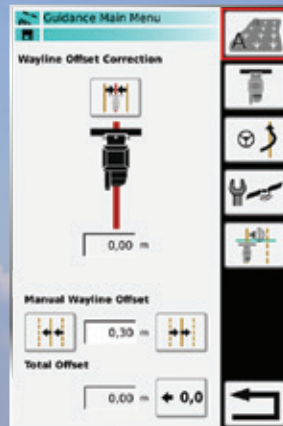 Guidance Main Menu
Wayline Offset Correction
A
0,00 m
Manual Wayline Offset
0,30 m
Total Offset
0,00 m
0,0